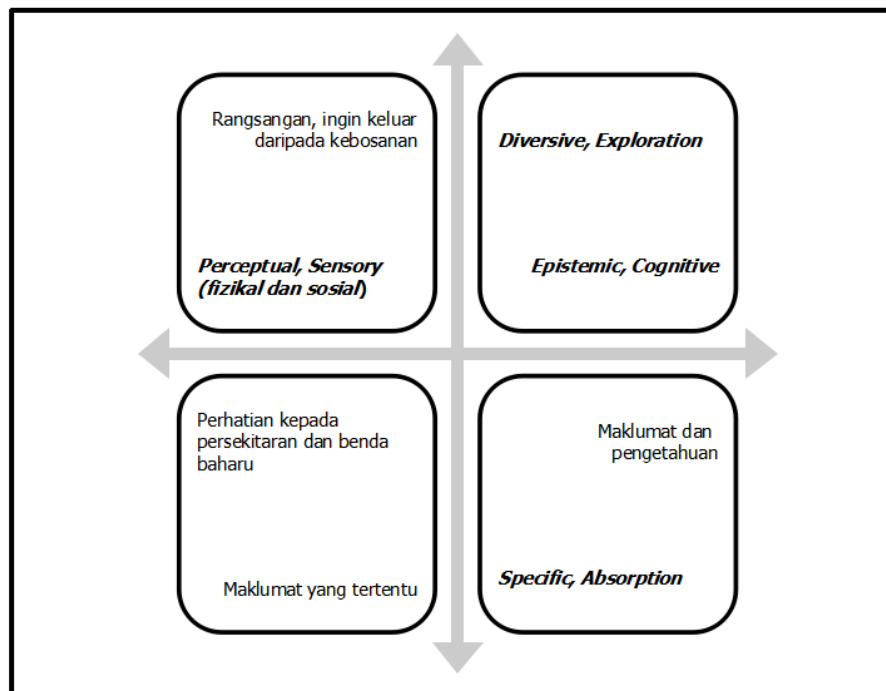 Rangsangan, ingin keluar
daripada kebosanan
Perceptual, Sensory
(fizikal dan sosial)
Diversive, Exploration
Epistemic, Cognitive
Perhatian kepada
persekitaran dan benda
baharu
Maklumat yang tertentu
Maklumat dan
pengetahuan
Specific, Absorption